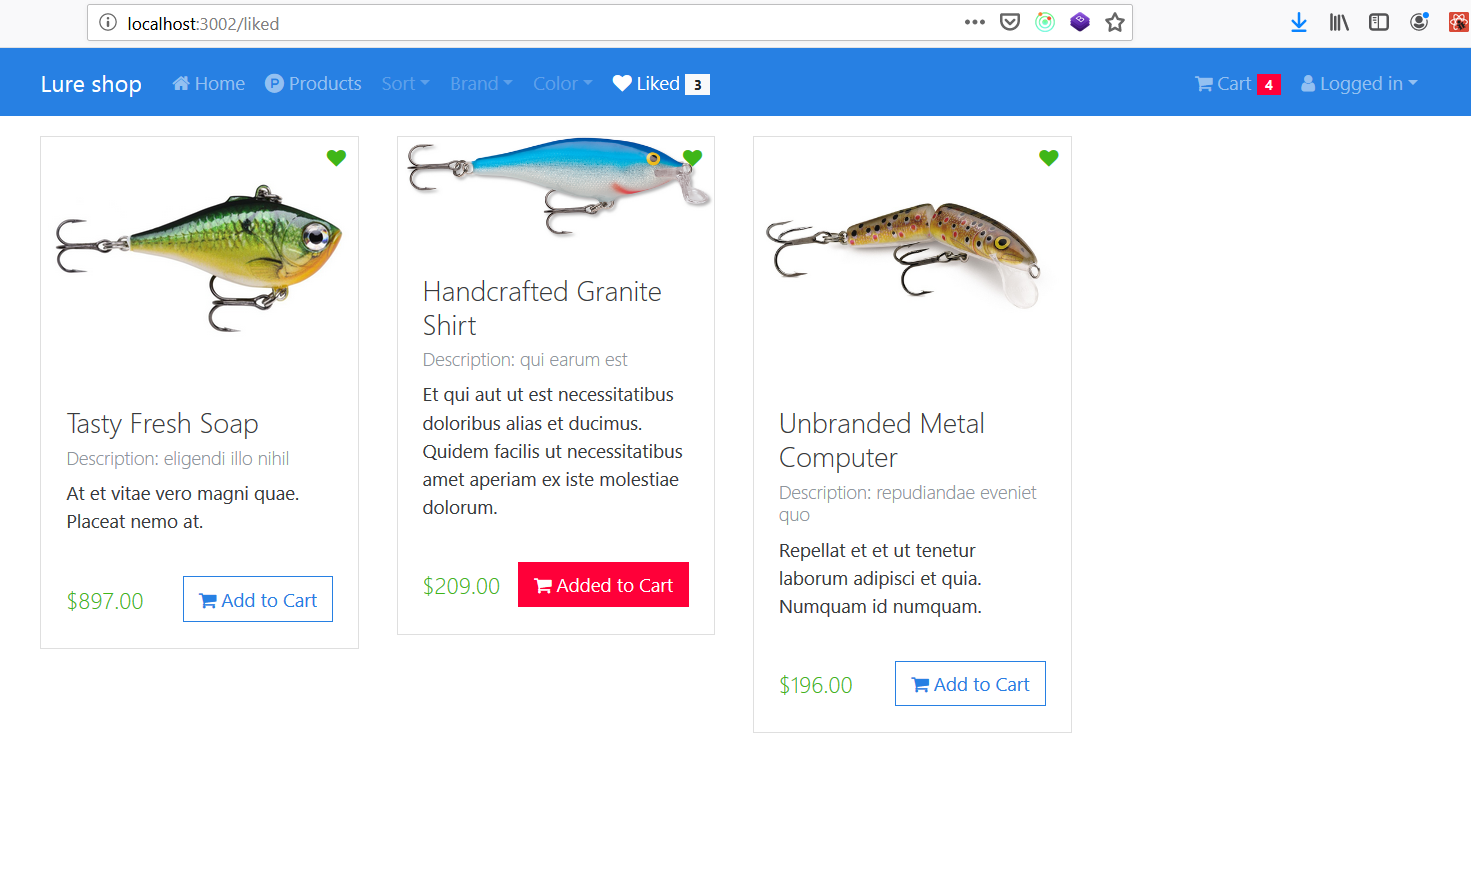 localhost:3002/liked
Lure shop Home Products Sort Brand Color Liked 3 Cart 4 Logged in
Tasty Fresh Soap
Description: eligendi illo nihil
At et vitae vero magni quae.
Placeat nemo at.
$897.00 Add to Cart
Handcrafted Granite
Shirt
Description: qui earum est
Et qui aut ut est necessitatibus
doloribus alias et ducimus.
Quidem facilis ut necessitatibus
amet aperiam ex iste molestiae
dolorum.
$209.00 Added to Cart
Unbranded Metal
Computer
Description: repudiandae eveniet
quo
Repellat et et ut tenetur
laborum adipisci et quia.
Numquam id numquam.
$196.00 Add to Cart